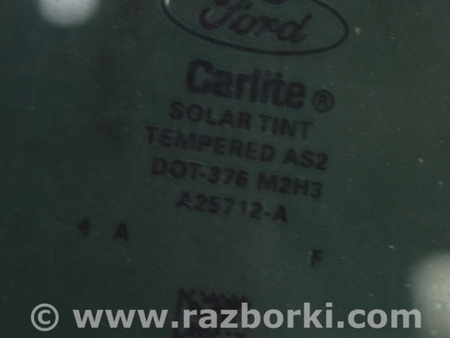 Ford
Carlite®
SOLAR TINT
TEMPERED AS2
DOT-376 M2H3
A25712-A
4 A F
© www.razborki.com